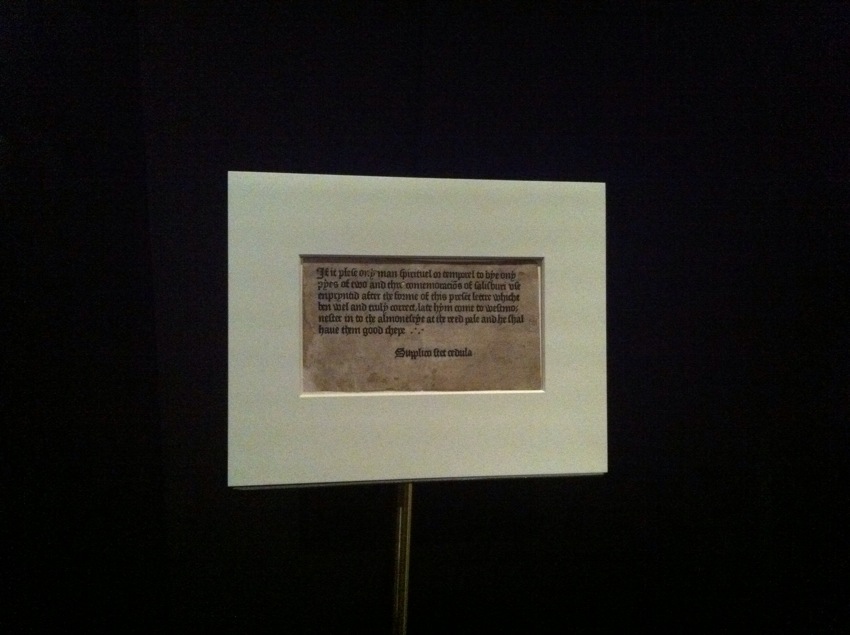 If it plese ony man spirituel or temporel to bye ony
pyes of two and thre comemoracios of salisburi vse
enpryntid after the forme of this preset lettre whiche
ben wel and truly correct, late hym come to westmo-
nester in to the almonesrye at the reed pale and he shal
haue them good chepe .·.·
Supplico stet cedula